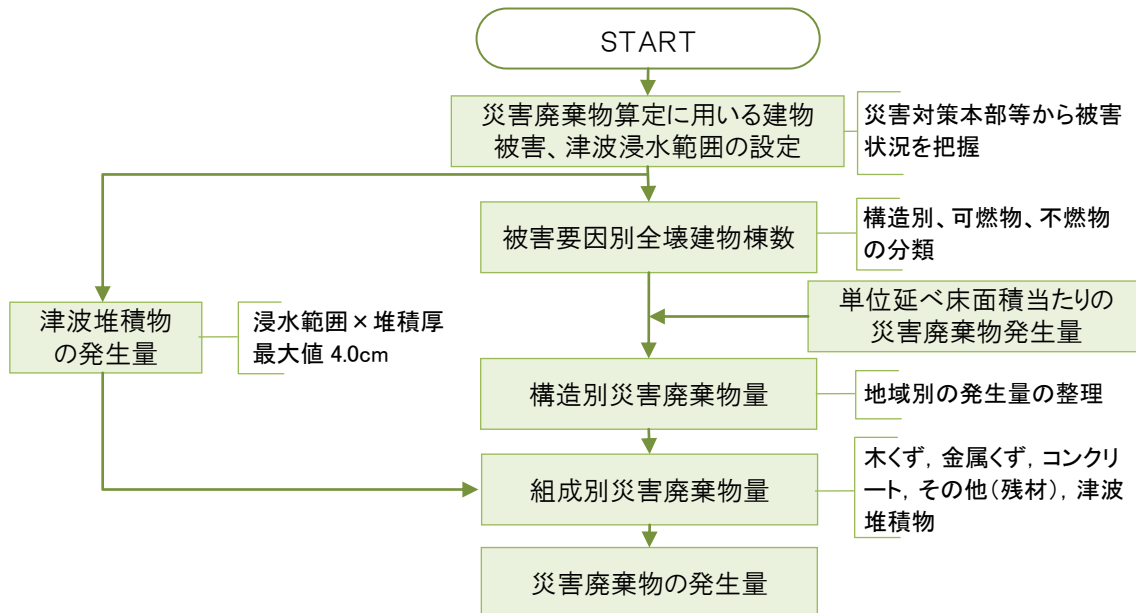 START
災害廃棄物算定に用いる建物
被害、津波浸水範囲の設定
災害対策本部等から被害
状況を把握
被害要因別全壊建物棟数
構造別、可燃物、不燃物
の分類
単位延べ床面積当たりの
災害廃棄物発生量
津波堆積物
の発生量
浸水範囲×堆積厚
最大値 4.0cm
構造別災害廃棄物量
地域別の発生量の整理
組成別災害廃棄物量
木くず, 金属くず, コンクリ
ート, その他(残材), 津波
堆積物
災害廃棄物の発生量